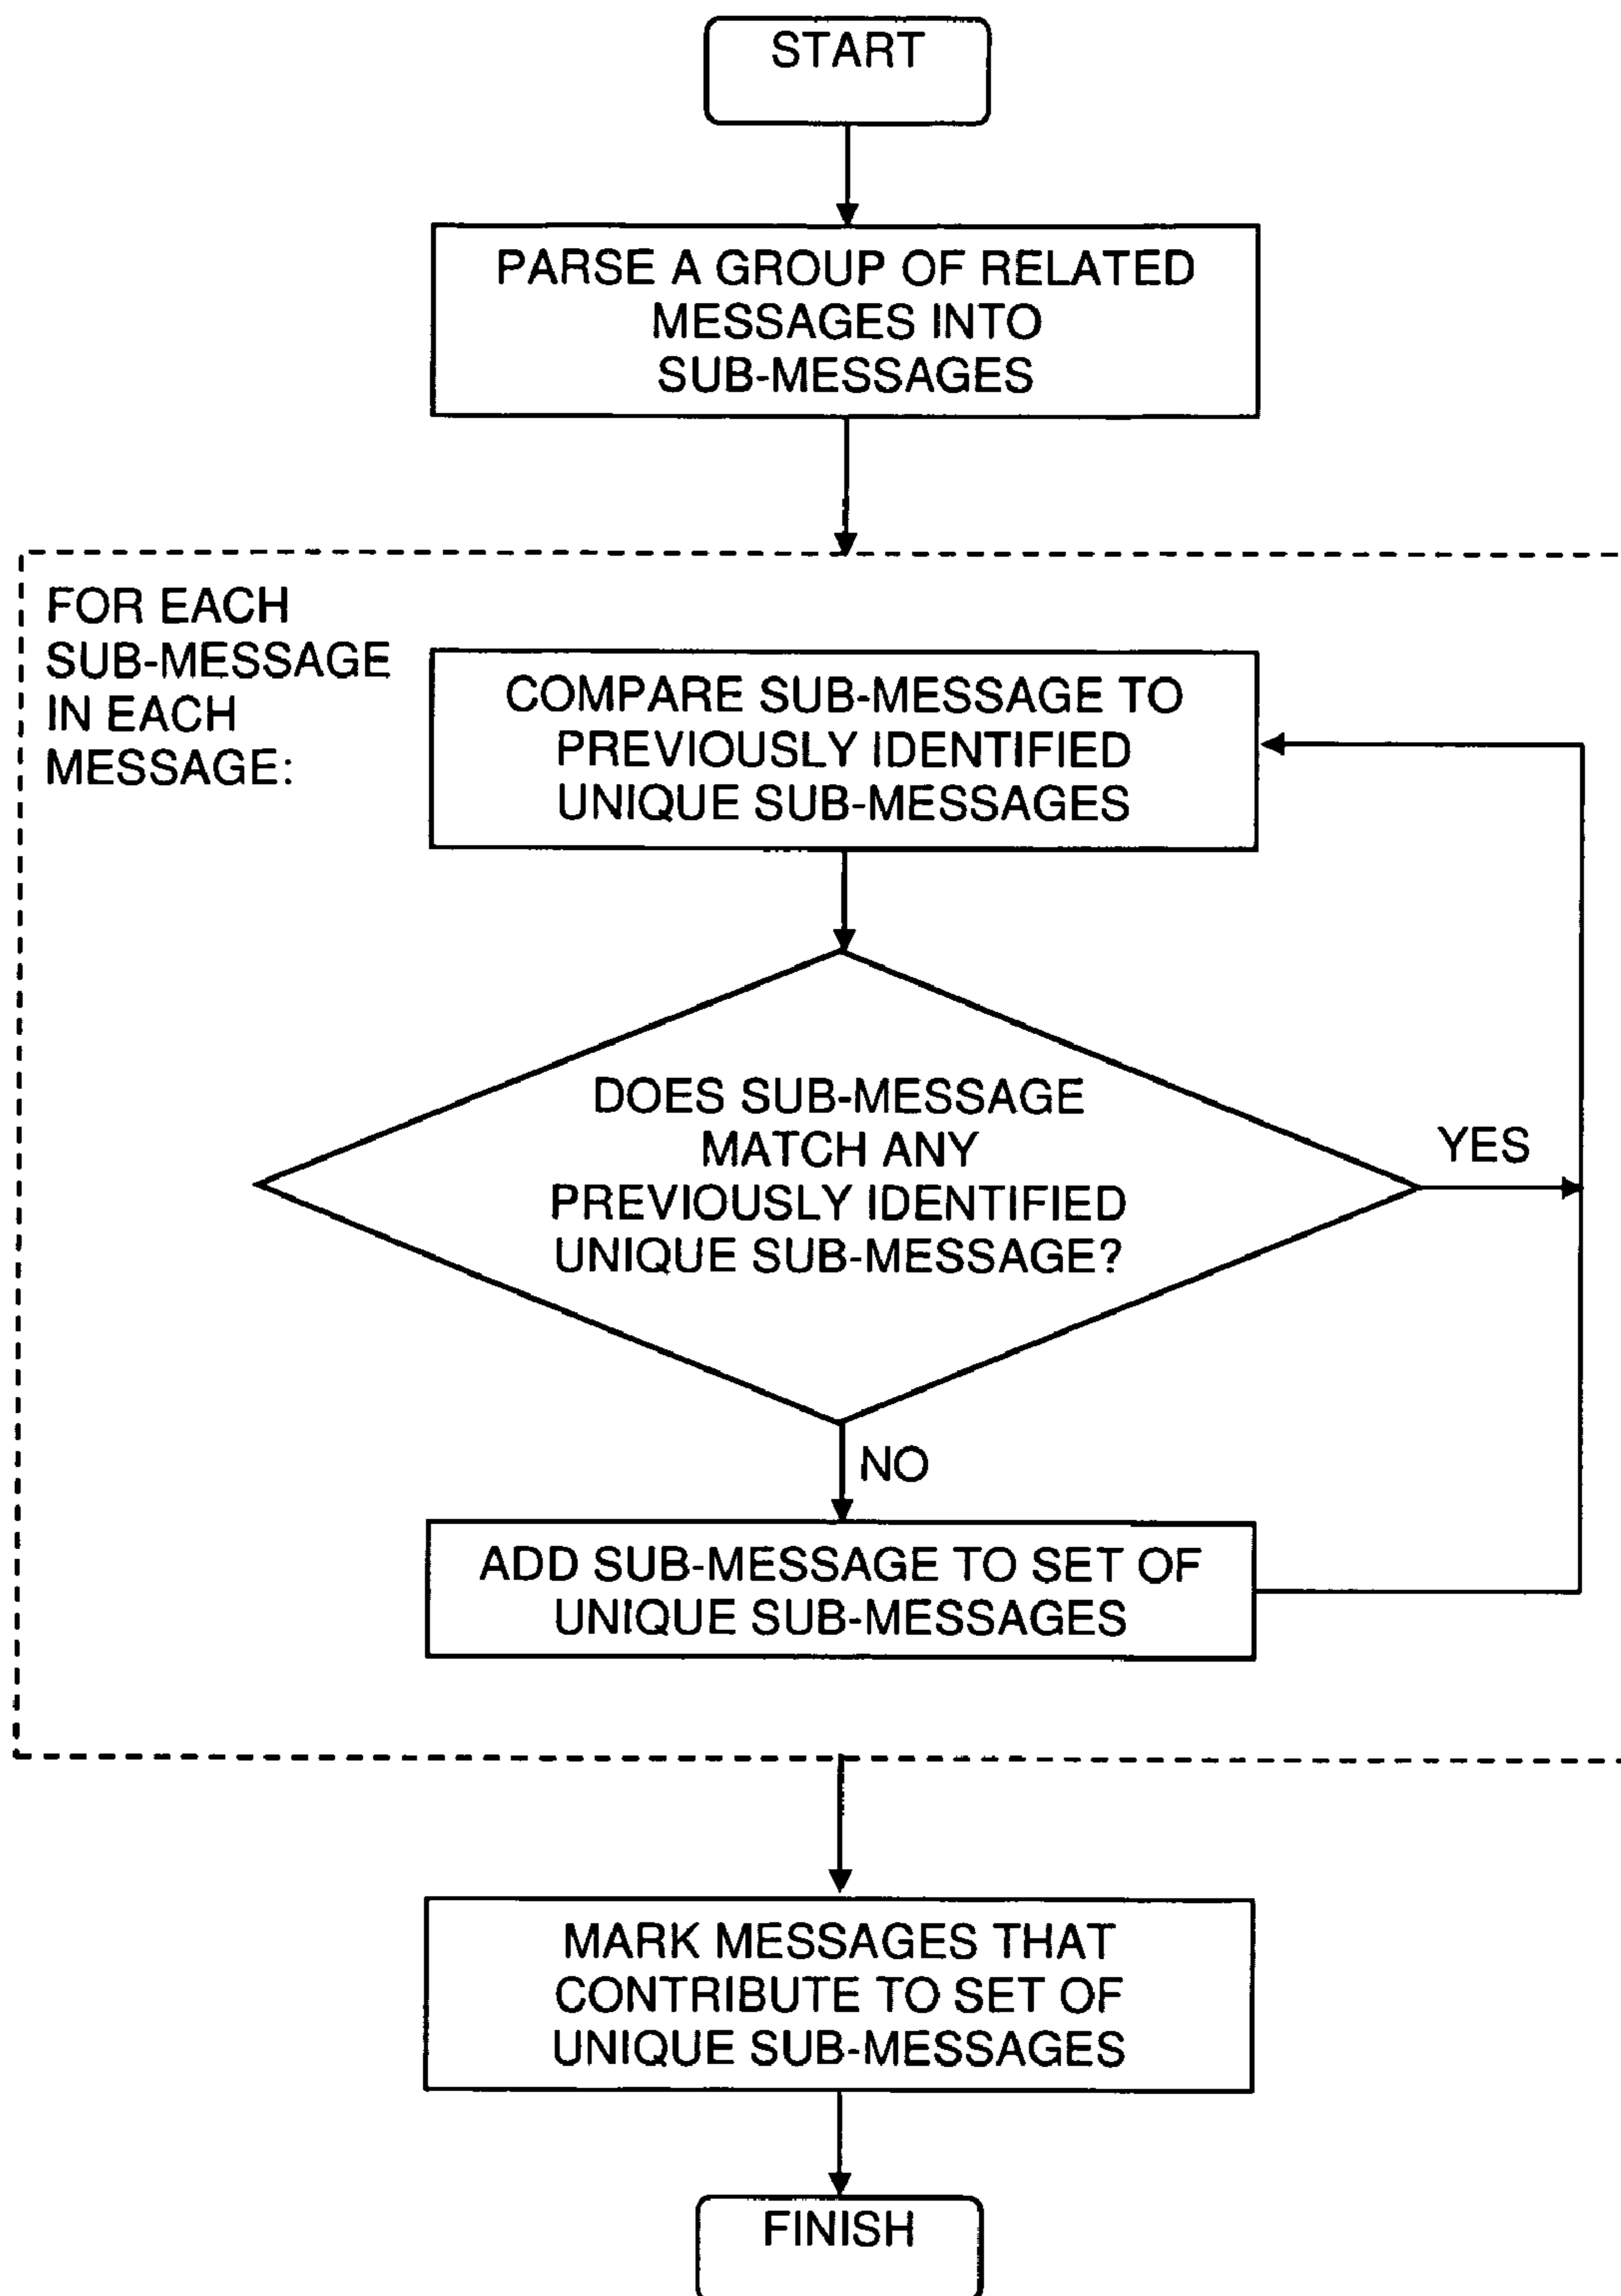 START
PARSE A GROUP OF RELATED
MESSAGES INTO
SUB-MESSAGES
FOR EACH
SUB-MESSAGE
IN EACH
MESSAGE:
COMPARE SUB-MESSAGE TO
PREVIOUSLY IDENTIFIED
UNIQUE SUB-MESSAGES
DOES SUB-MESSAGE
MATCH ANY
PREVIOUSLY IDENTIFIED
UNIQUE SUB-MESSAGE?
YES
NO
ADD SUB-MESSAGE TO SET OF
UNIQUE SUB-MESSAGES
MARK MESSAGES THAT
CONTRIBUTE TO SET OF
UNIQUE SUB-MESSAGES
FINISH